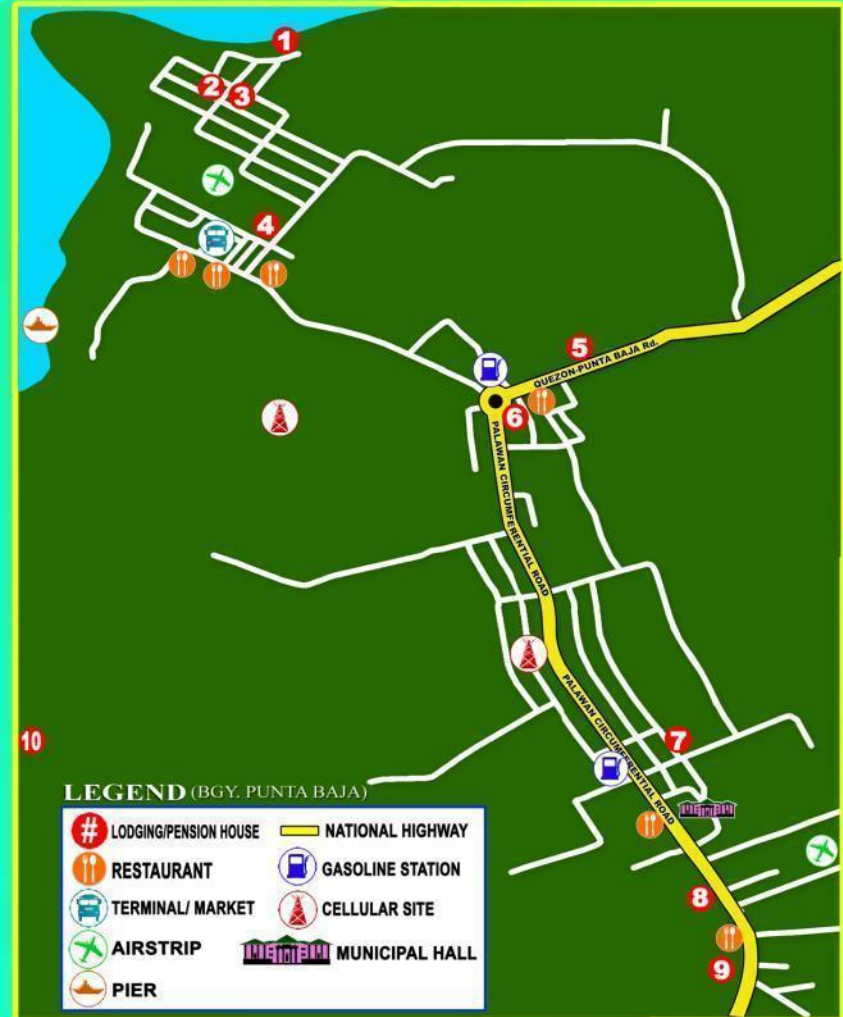 1
2
3
4
5
QUEZON-PUNTA BAJA Rd.
6
PALAWAN CIRCUMFERENTIAL ROAD
PALAWAN CIRCUMFERENTIAL ROAD
7
10
8
9
LEGEND (BGY. PUNTA BAJA)
# LODGING/PENSION HOUSE
NATIONAL HIGHWAY
RESTAURANT
GASOLINE STATION
TERMINAL/ MARKET
CELLULAR SITE
AIRSTRIP
MUNICIPAL HALL
PIER